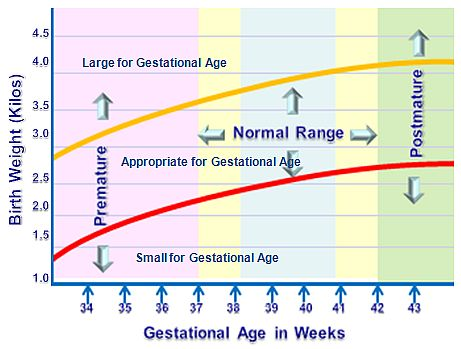 4.5
4.0
3.5
3.0
2.5
2.0
1.5
1.0
Birth Weight (Kilos)
Large for Gestational Age
Normal Range
Appropriate for Gestational Age
Small for Gestational Age
Premature
Postmature
34 35 36 37 38 39 40 41 42 43
Gestational Age in Weeks